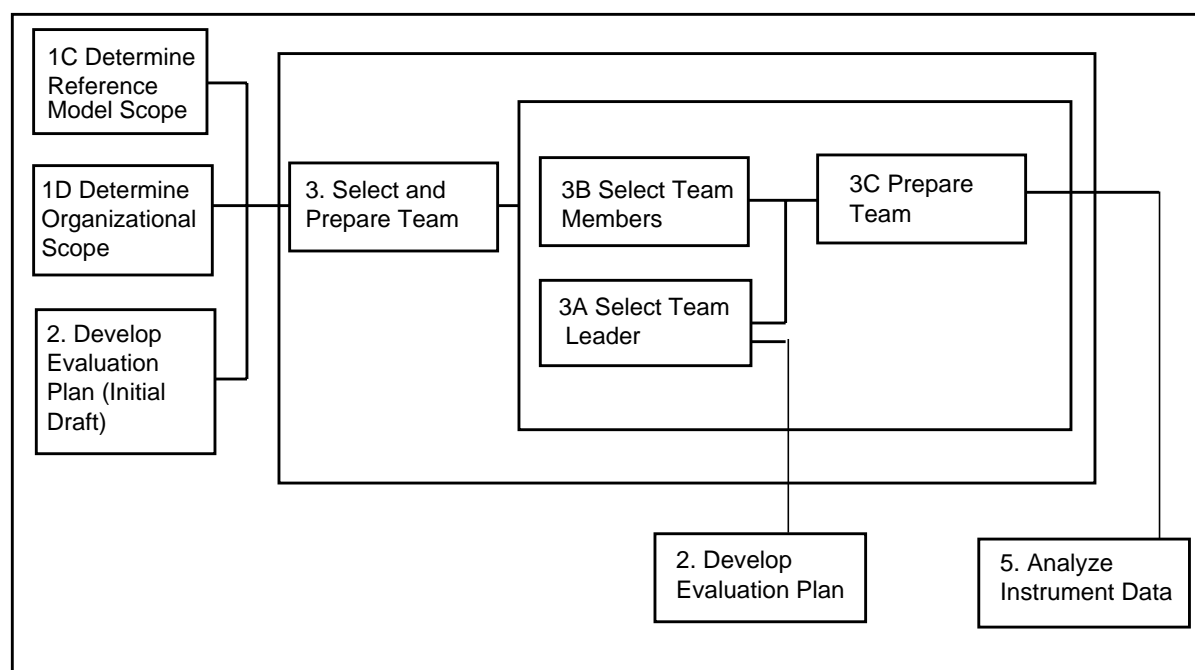 1C Determine
Reference
Model Scope
1D Determine
Organizational
Scope
2. Develop
Evaluation
Plan (Initial
Draft)
3. Select and
Prepare Team
3B Select Team
Members
3A Select Team
Leader
3C Prepare
Team
2. Develop
Evaluation Plan
5. Analyze
Instrument Data